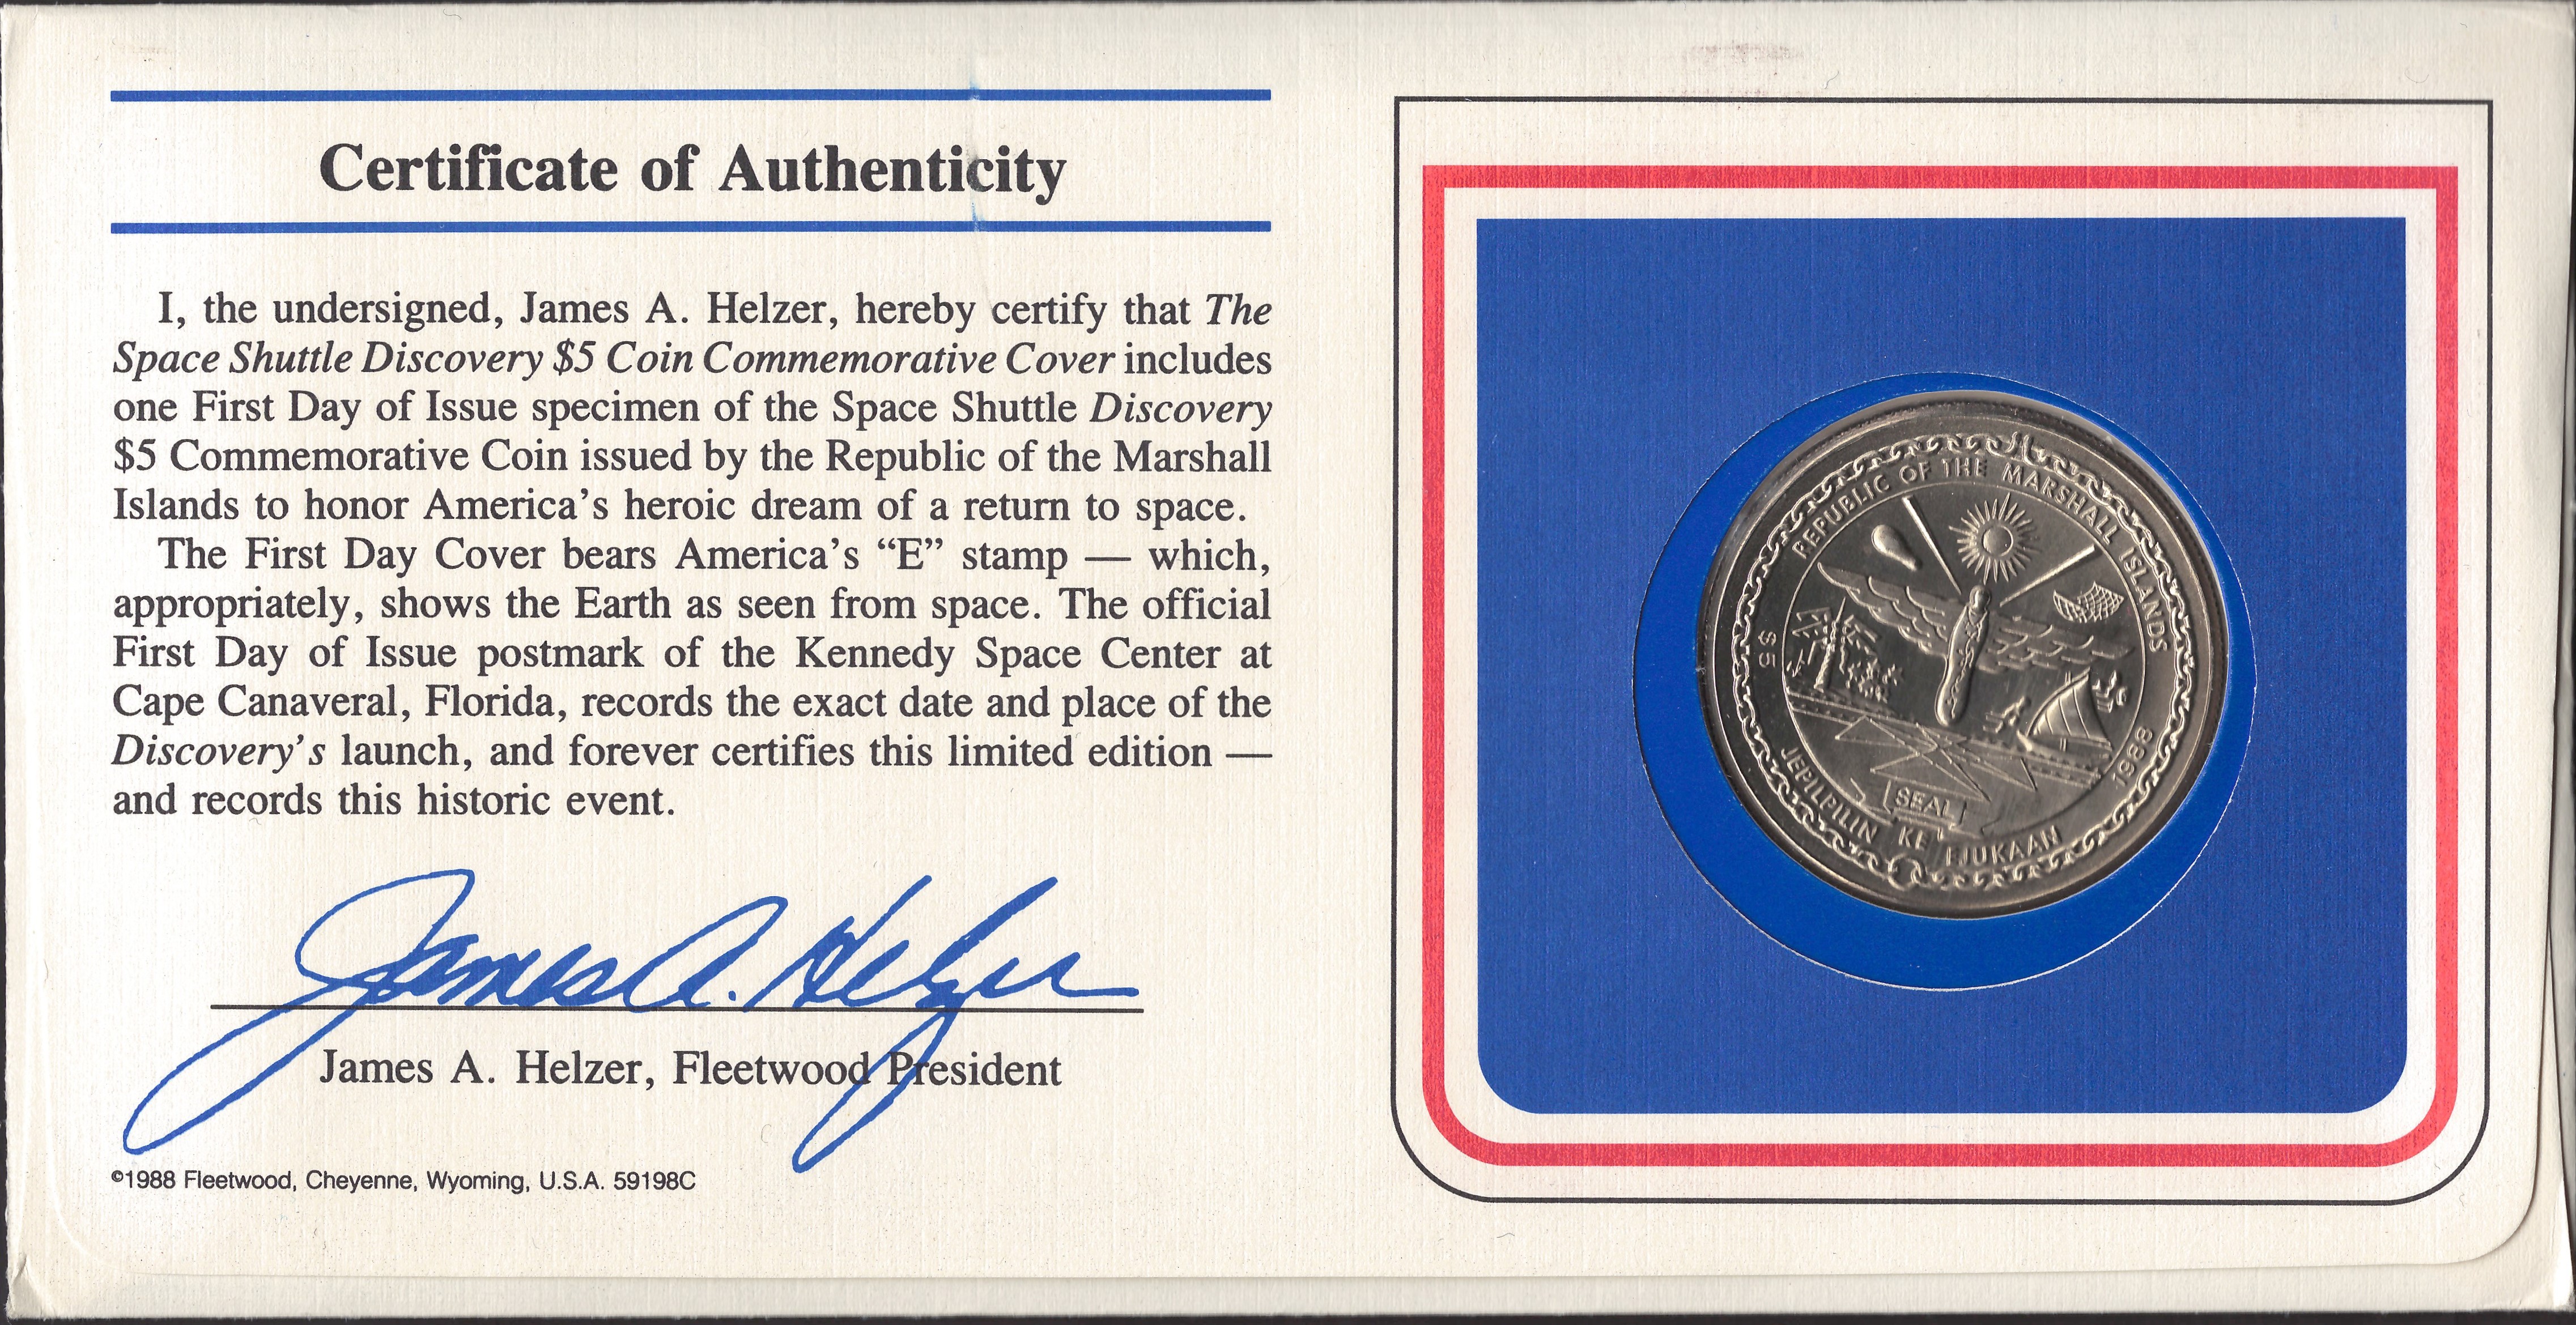 Certificate of Authenticity
I, the undersigned, James A. Helzer, hereby certify that The
Space Shuttle Discovery $5 Coin Commemorative Cover includes
one First Day of Issue specimen of the Space Shuttle Discovery
$5 Commemorative Coin issued by the Republic of the Marshall
Islands to honor America's heroic dream of a return to space.
The First Day Cover bears America's “E” stamp — which,
appropriately, shows the Earth as seen from space. The official
First Day of Issue postmark of the Kennedy Space Center at
Cape Canaveral, Florida, records the exact date and place of the
Discovery's launch, and forever certifies this limited edition —
and records this historic event.
James A. Helzer
James A. Helzer, Fleetwood President
©1988 Fleetwood, Cheyenne, Wyoming, U.S.A. 59198C
REPUBLIC OF THE MARSHALL ISLANDS
$5
1988
SEAL
JEPILPILIN KE EJUKAAN